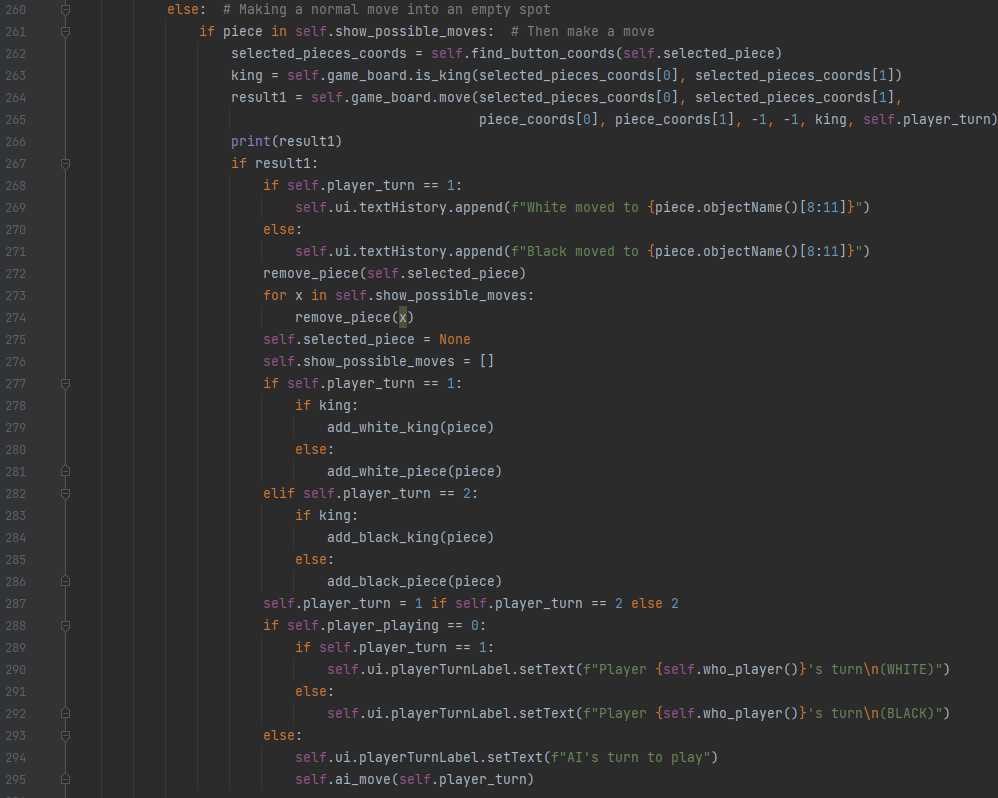 260 else:  # Making a normal move into an empty spot
261     if piece in self.show_possible_moves:  # Then make a move
262         selected_pieces_coords = self.find_button_coords(self.selected_piece)
263         king = self.game_board.is_king(selected_pieces_coords[0], selected_pieces_coords[1])
264         result1 = self.game_board.move(selected_pieces_coords[0], selected_pieces_coords[1],
265                                        piece_coords[0], piece_coords[1], -1, -1, king, self.player_turn)
266         print(result1)
267         if result1:
268             if self.player_turn == 1:
269                 self.ui.textHistory.append(f"White moved to {piece.objectName()[8:11]}")
270             else:
271                 self.ui.textHistory.append(f"Black moved to {piece.objectName()[8:11]}")
272             remove_piece(self.selected_piece)
273             for x in self.show_possible_moves:
274                 remove_piece(x)
275             self.selected_piece = None
276             self.show_possible_moves = []
277             if self.player_turn == 1:
278                 if king:
279                     add_white_king(piece)
280                 else:
281                     add_white_piece(piece)
282             elif self.player_turn == 2:
283                 if king:
284                     add_black_king(piece)
285                 else:
286                     add_black_piece(piece)
287             self.player_turn = 1 if self.player_turn == 2 else 2
288             if self.player_playing == 0:
289                 if self.player_turn == 1:
290                     self.ui.playerTurnLabel.setText(f"Player {self.who_player()}'s turn\n(WHITE)")
291                 else:
292                     self.ui.playerTurnLabel.setText(f"Player {self.who_player()}'s turn\n(BLACK)")
293             else:
294                 self.ui.playerTurnLabel.setText(f"AI's turn to play")
295                 self.ai_move(self.player_turn)